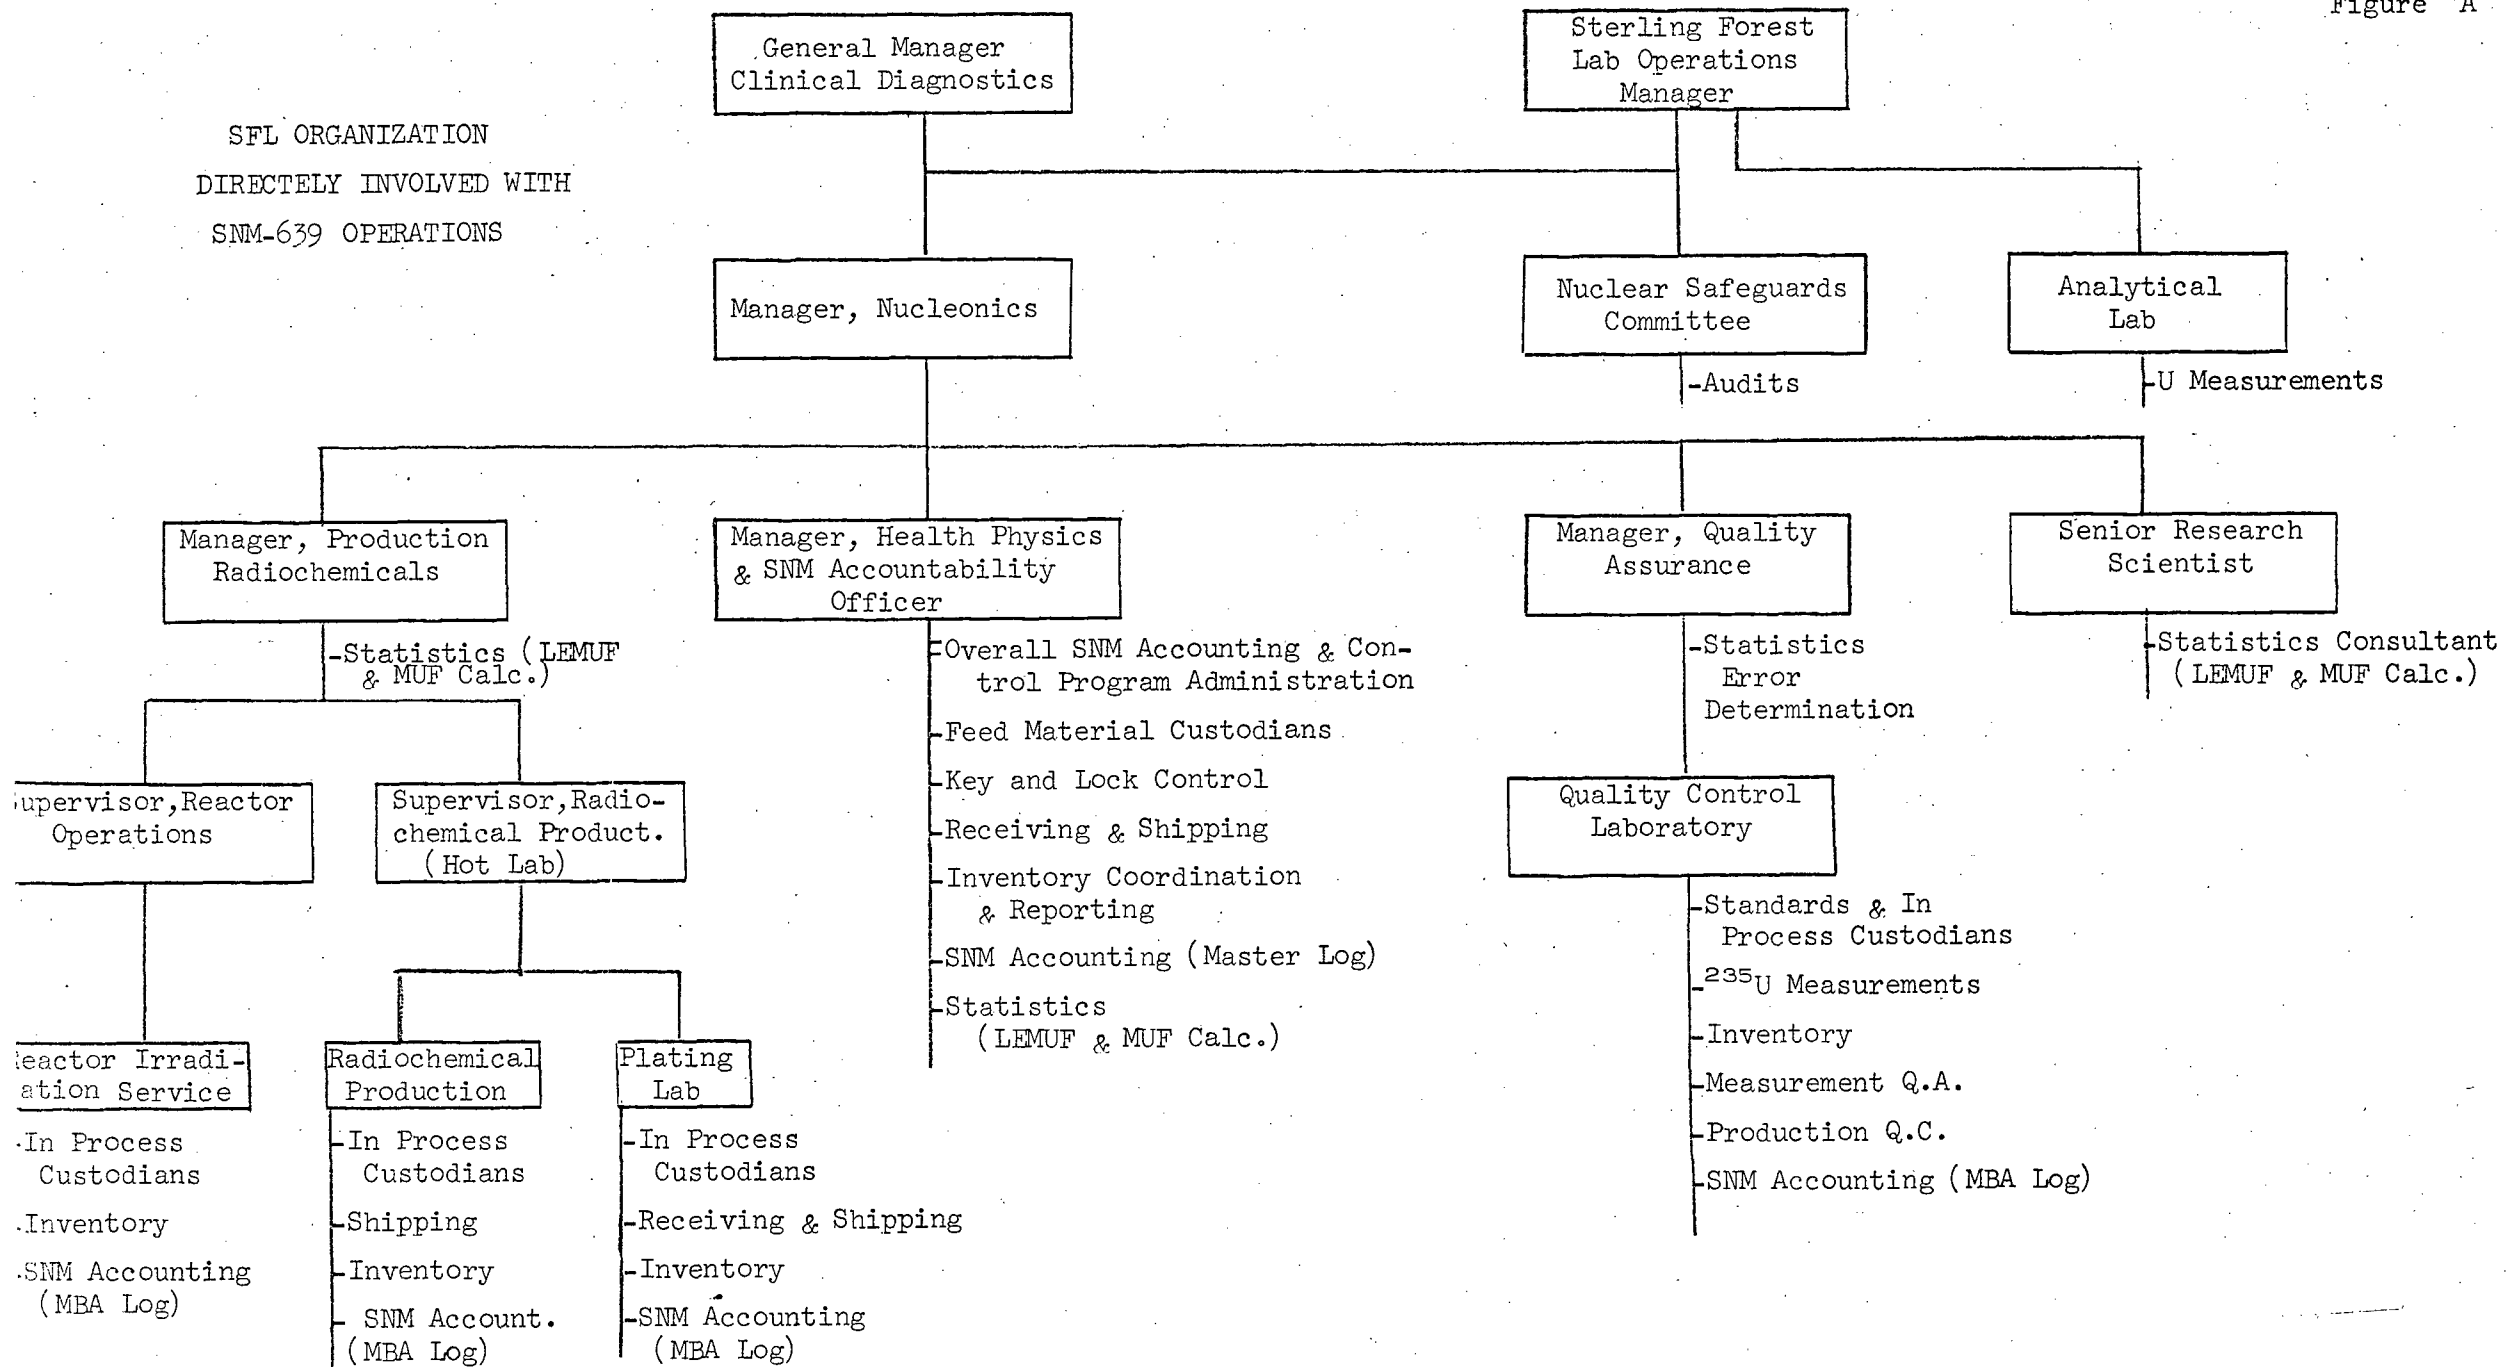 Figure A
General Manager
Clinical Diagnostics
Sterling Forest
Lab Operations
Manager
SFL ORGANIZATION
DIRECTELY INVOLVED WITH
SNM-639 OPERATIONS
Manager, Nucleonics
Nuclear Safeguards
Committee
-Audits
Analytical
Lab
-U Measurements
Manager, Production
Radiochemicals
-Statistics (LEMUF
& MUF Calc.)
Manager, Health Physics
& SNM Accountability
Officer
-Overall SNM Accounting & Con-
trol Program Administration
-Feed Material Custodians
-Key and Lock Control
-Receiving & Shipping
-Inventory Coordination
& Reporting
-SNM Accounting (Master Log)
-Statistics
(LEMUF & MUF Calc.)
Manager, Quality
Assurance
-Statistics
Error
Determination
Senior Research
Scientist
-Statistics Consultant
(LEMUF & MUF Calc.)
upervisor,Reactor
Operations
Supervisor,Radio-
chemical Product.
(Hot Lab)
Quality Control
Laboratory
-Standards & In
Process Custodians
-235U Measurements
-Inventory
-Measurement Q.A.
-Production Q.C.
-SNM Accounting (MBA Log)
eactor Irradi-
ation Service
-In Process
Custodians
-Inventory
-SNM Accounting
(MBA Log)
Radiochemical
Production
-In Process
Custodians
-Shipping
-Inventory
- SNM Account.
(MBA Log)
Plating
Lab
-In Process
Custodians
-Receiving & Shipping
-Inventory
-SNM Accounting
(MBA Log)